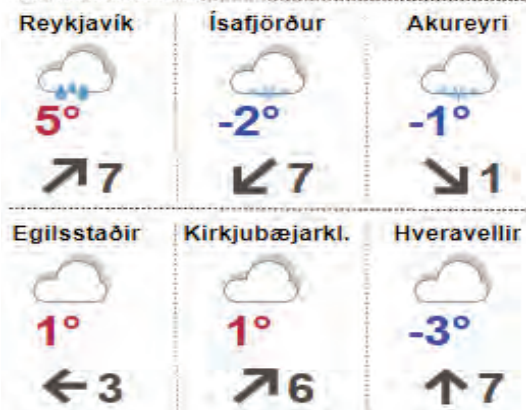 Reykjavík Ísafjörður Akureyri
5° -2° -1°
7 7 1
Egilsstaðir Kirkjubæjarkl. Hveravellir
1° 1° -3°
3 6 7